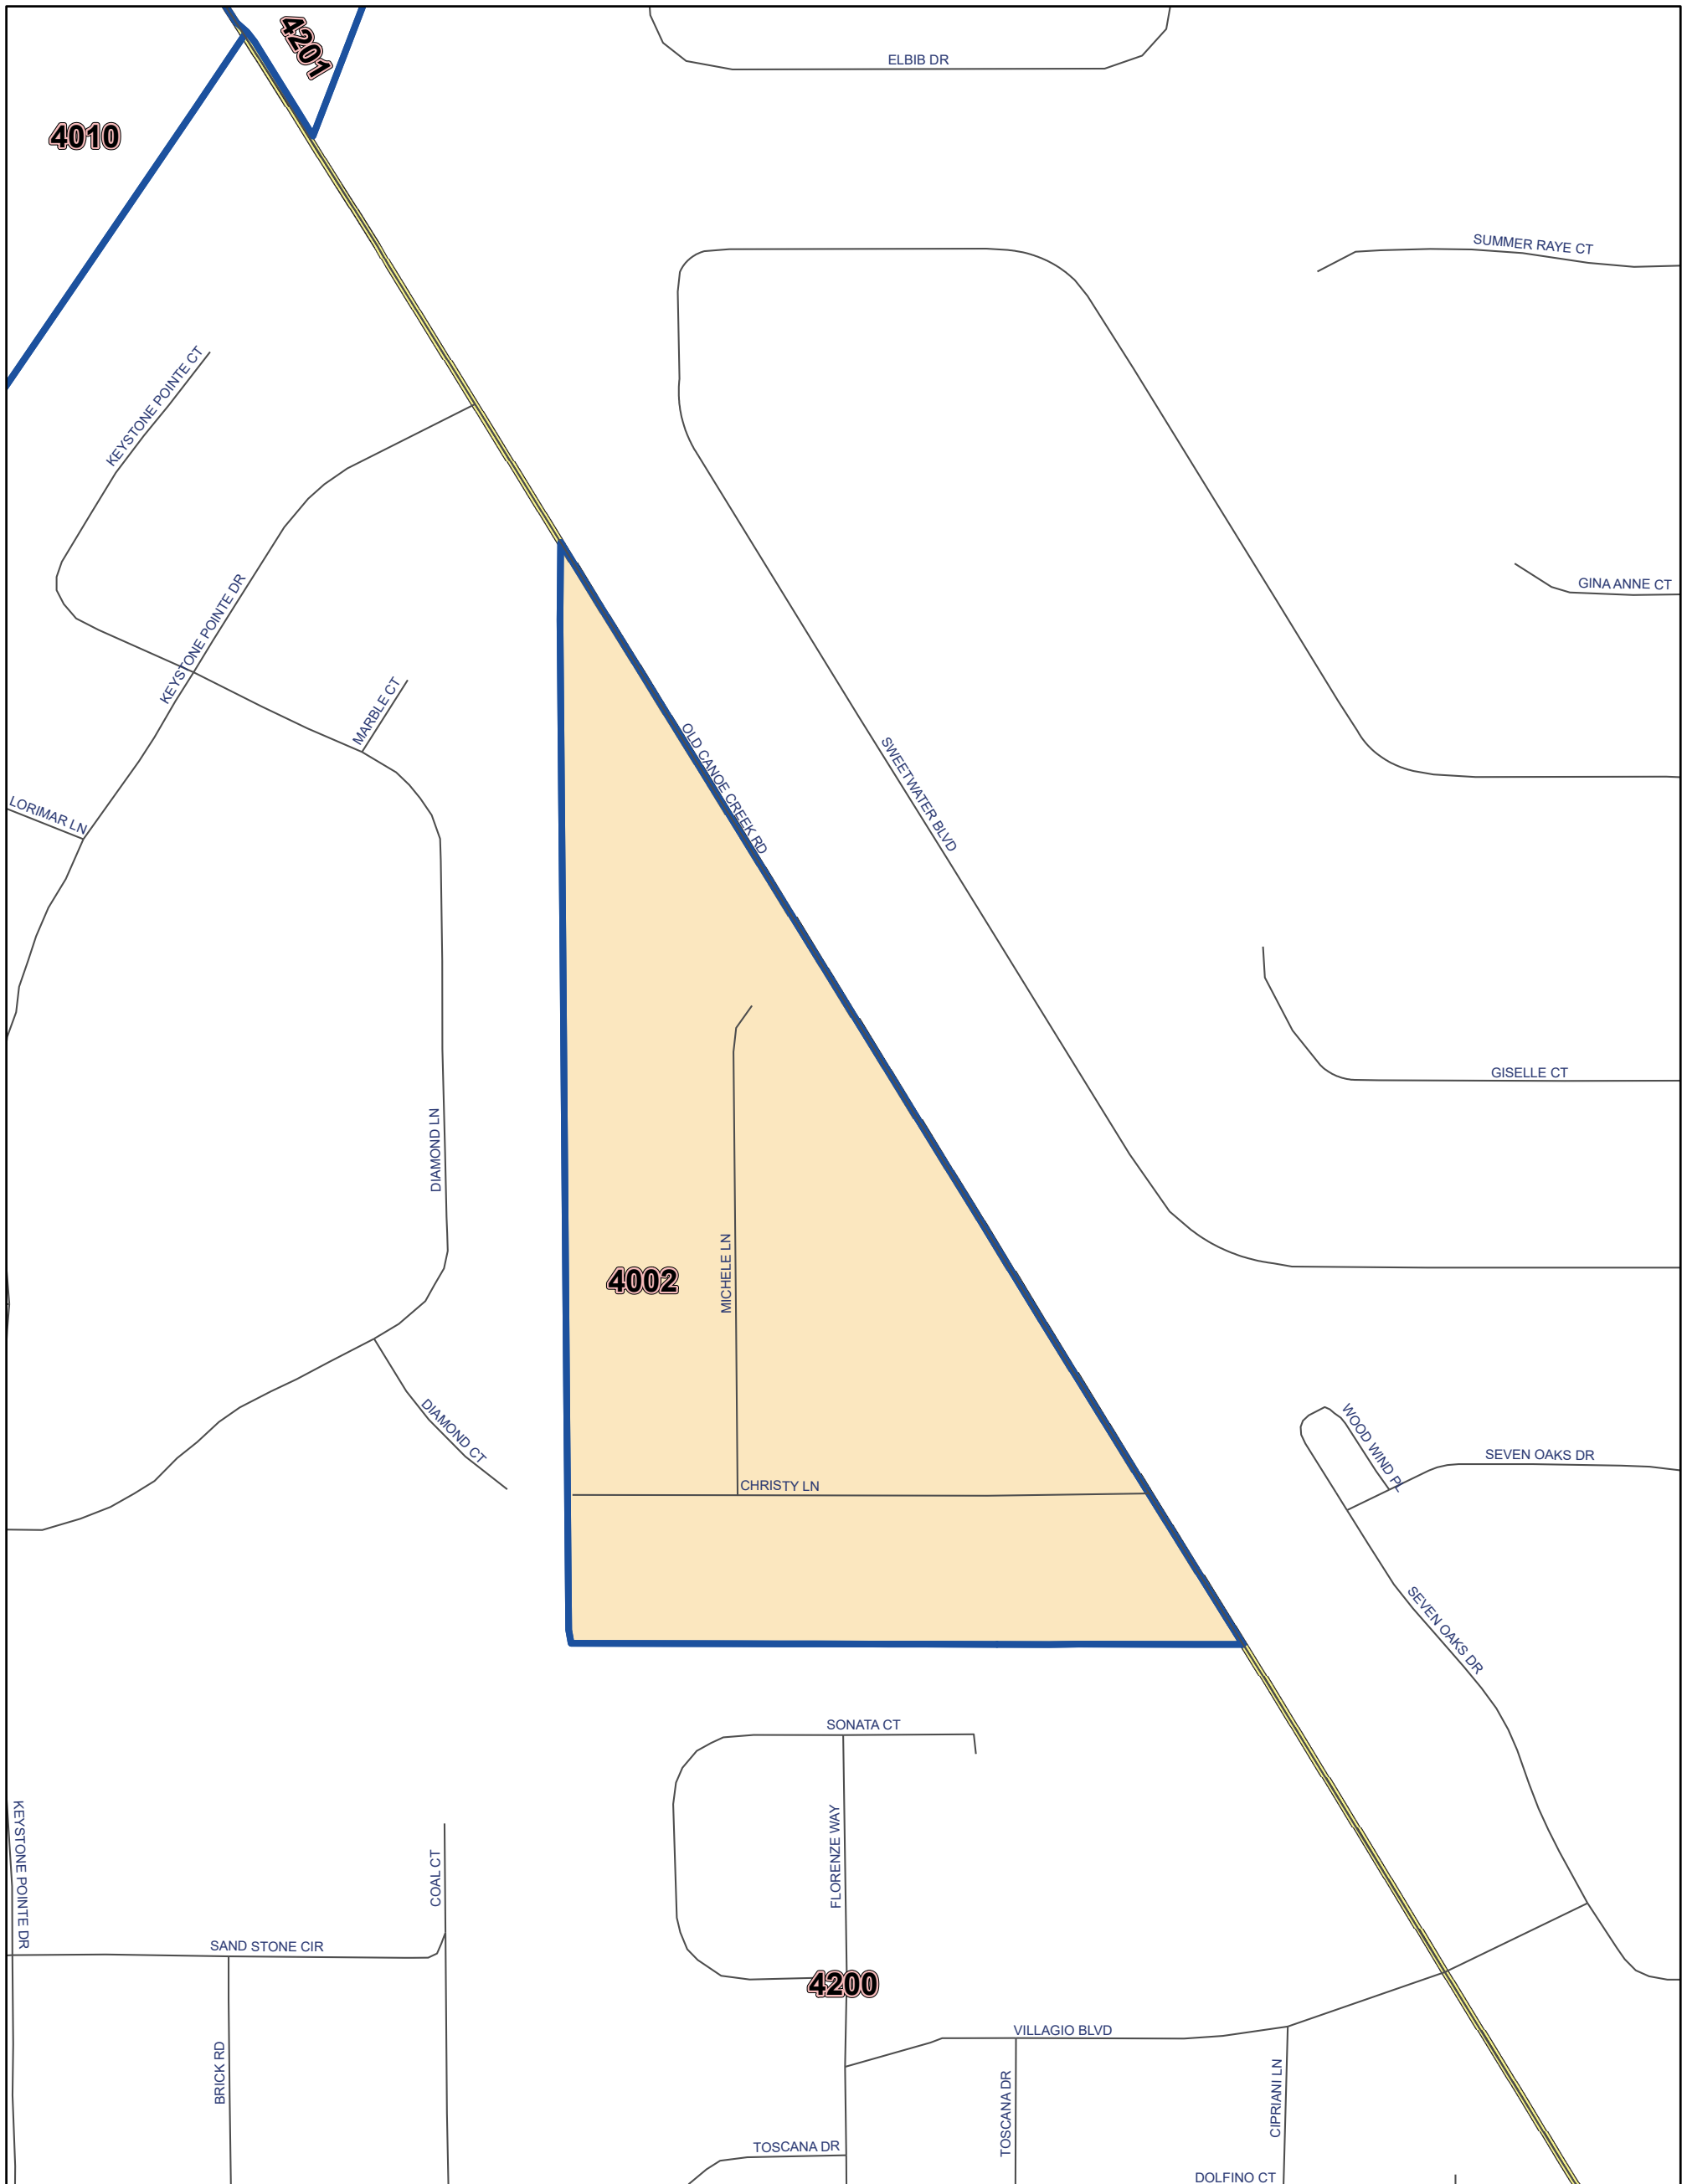 4201
ELBIB DR
4010
SUMMER RAYE CT
KEYSTONE POINTE CT
GINA ANNE CT
KEYSTONE POINTE DR
MARBLE CT
OLD CANOE CREEK RD
SWEETWATER BLVD
LORIMAR LN
GISELLE CT
DIAMOND LN
MICHELE LN
4002
DIAMOND CT
WOOD WIND PL
SEVEN OAKS DR
CHRISTY LN
SEVEN OAKS DR
SONATA CT
KEYSTONE POINTE DR
FLORENZE WAY
COAL CT
SAND STONE CIR
4200
VILLAGIO BLVD
BRICK RD
TOSCANA DR
CIPRIANI LN
TOSCANA DR
DOLFINO CT